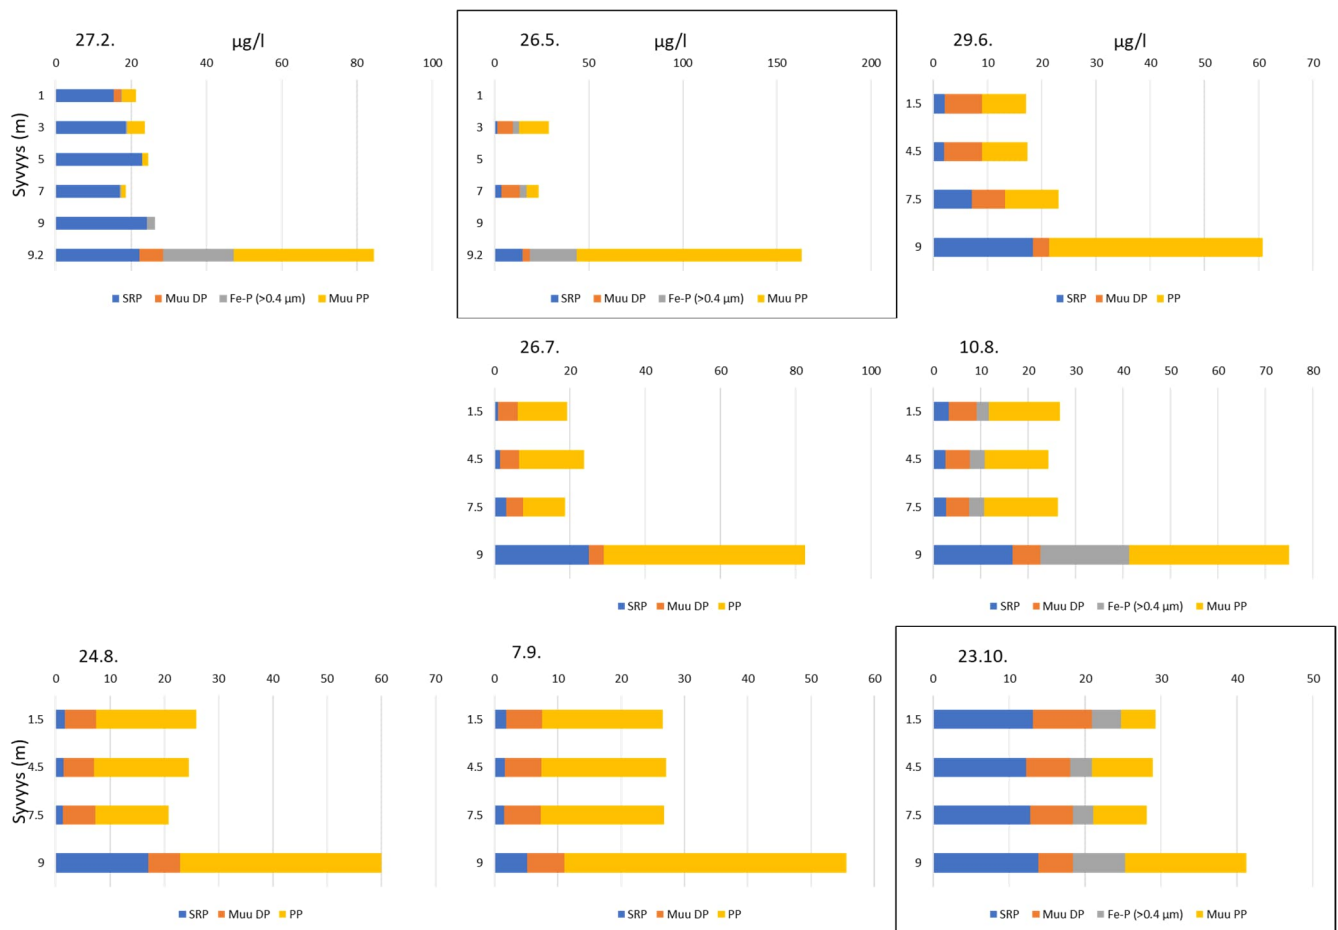 27.2. µg/l
0 20 40 60 80 100
Syvyys (m)
1
3
5
7
9
9.2
SRP Muu DP Fe-P (>0.4 µm) Muu PP
26.5. µg/l
0 50 100 150 200
1
3
5
7
9
9.2
SRP Muu DP Fe-P (>0.4 µm) Muu PP
29.6. µg/l
0 10 20 30 40 50 60 70
1.5
4.5
7.5
9
SRP Muu DP PP
26.7.
0 20 40 60 80 100
1.5
4.5
7.5
9
SRP Muu DP PP
10.8.
0 10 20 30 40 50 60 70 80
1.5
4.5
7.5
9
SRP Muu DP Fe-P (>0.4 µm) Muu PP
24.8.
0 10 20 30 40 50 60 70
Syvyys (m)
1.5
4.5
7.5
9
SRP Muu DP PP
7.9.
0 10 20 30 40 50 60
1.5
4.5
7.5
9
SRP Muu DP PP
23.10.
0 10 20 30 40 50
1.5
4.5
7.5
9
SRP Muu DP Fe-P (>0.4 µm) Muu PP